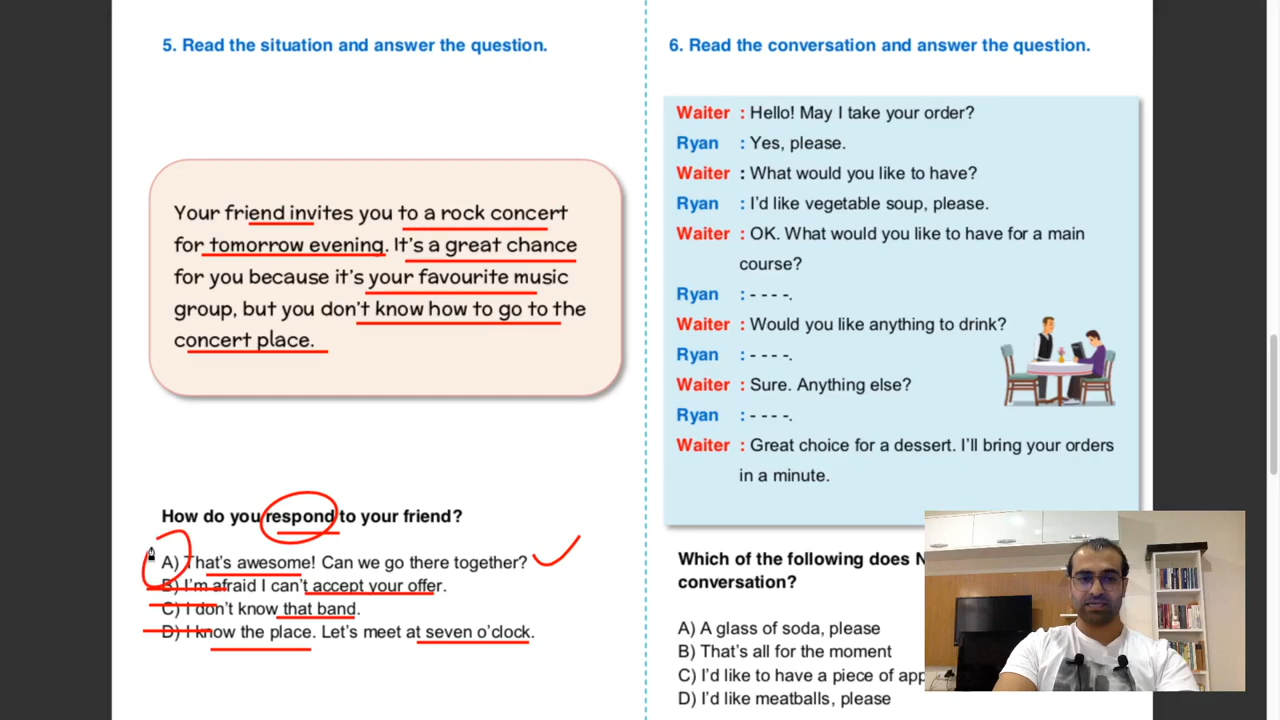 5. Read the situation and answer the question.
Your friend invites you to a rock concert
for tomorrow evening. It's a great chance
for you because it's your favourite music
group, but you don't know how to go to the
concert place.
How do you respond to your friend?
A) That's awesome! Can we go there together?
B) I'm afraid I can't accept your offer.
C) I don't know that band.
D) I know the place. Let's meet at seven o'clock.
6. Read the conversation and answer the question.
Waiter : Hello! May I take your order?
Ryan : Yes, please.
Waiter : What would you like to have?
Ryan : I'd like vegetable soup, please.
Waiter : OK. What would you like to have for a main
course?
Ryan : - - - -.
Waiter : Would you like anything to drink?
Ryan : - - - -.
Waiter : Sure. Anything else?
Ryan : - - - -.
Waiter : Great choice for a dessert. I'll bring your orders
in a minute.
Which of the following does
conversation?
A) A glass of soda, please
B) That's all for the moment
C) I'd like to have a piece of
D) I'd like meatballs, please